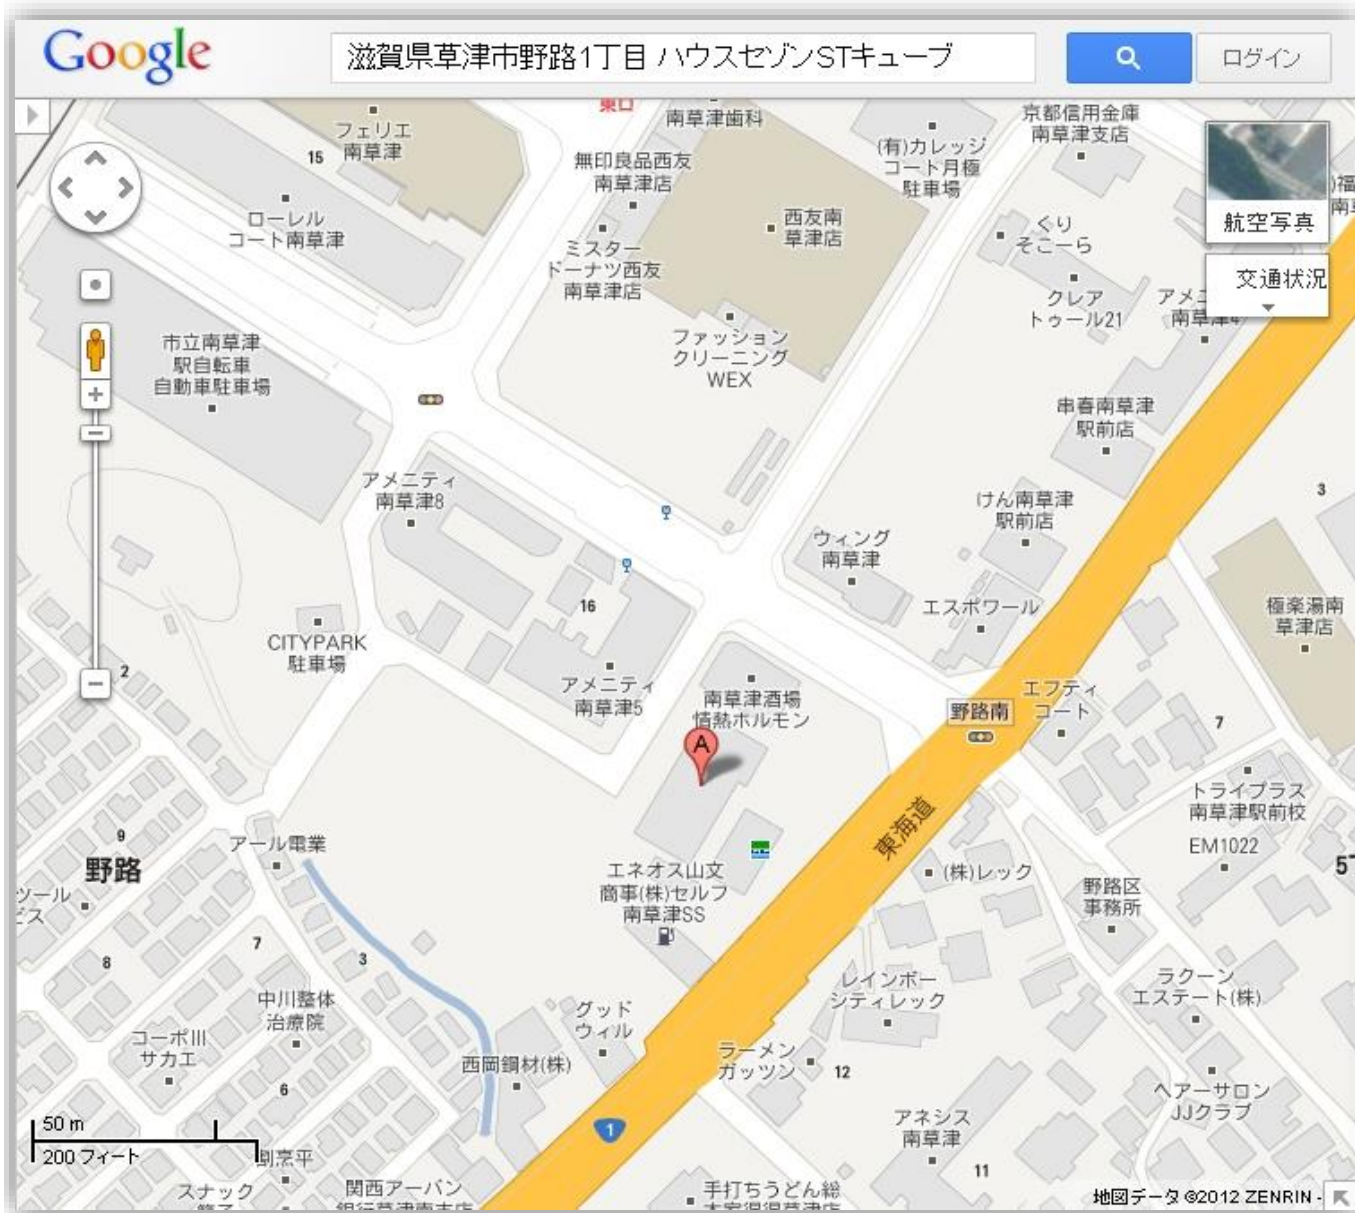 Google
滋賀県草津市野路1丁目 ハウスセゾンSTキューブ
ログイン
東口
南草津歯科
京都信用金庫
南草津支店
フェリエ
南草津
15
(有)カレッジ
コート月極
駐車場
無印良品西友
南草津店
航空写真
ローレル
コート南草津
西友南
草津店
くり
そこーら
ミスター
ドーナツ西友
南草津店
交通状況
クレア
トゥール21
ファッション
クリーニング
WEX
市立南草津
駅自転車
自動車駐車場
串春南草津
駅前店
アメニティ
南草津8
けん南草津
駅前店
3
ウィング
南草津
16
エスポワール
極楽湯南
草津店
CITYPARK
駐車場
2
アメニティ
南草津5
南草津酒場
情熱ホルモン
エフティ
コート
野路南
7
A
トライプラス
南草津駅前校
東海道
9
アール電業
EM1022
野路
エネオス山文
商事(株)セルフ
南草津SS
(株)レック
野路区
事務所
8
7
3
レインボー
シティレック
ラクーン
エステート(株)
中川整体
治療院
グッド
ウィル
コーポIII
サカエ
西岡鋼材(株)
ラーメン
ガッツン
12
6
ヘアーサロン
JJクラブ
50 m
1
アネシス
南草津
200 フィート
割烹平
11
スナック
関西アーバン
手打ちうどん総
地図データ ©2012 ZENRIN -